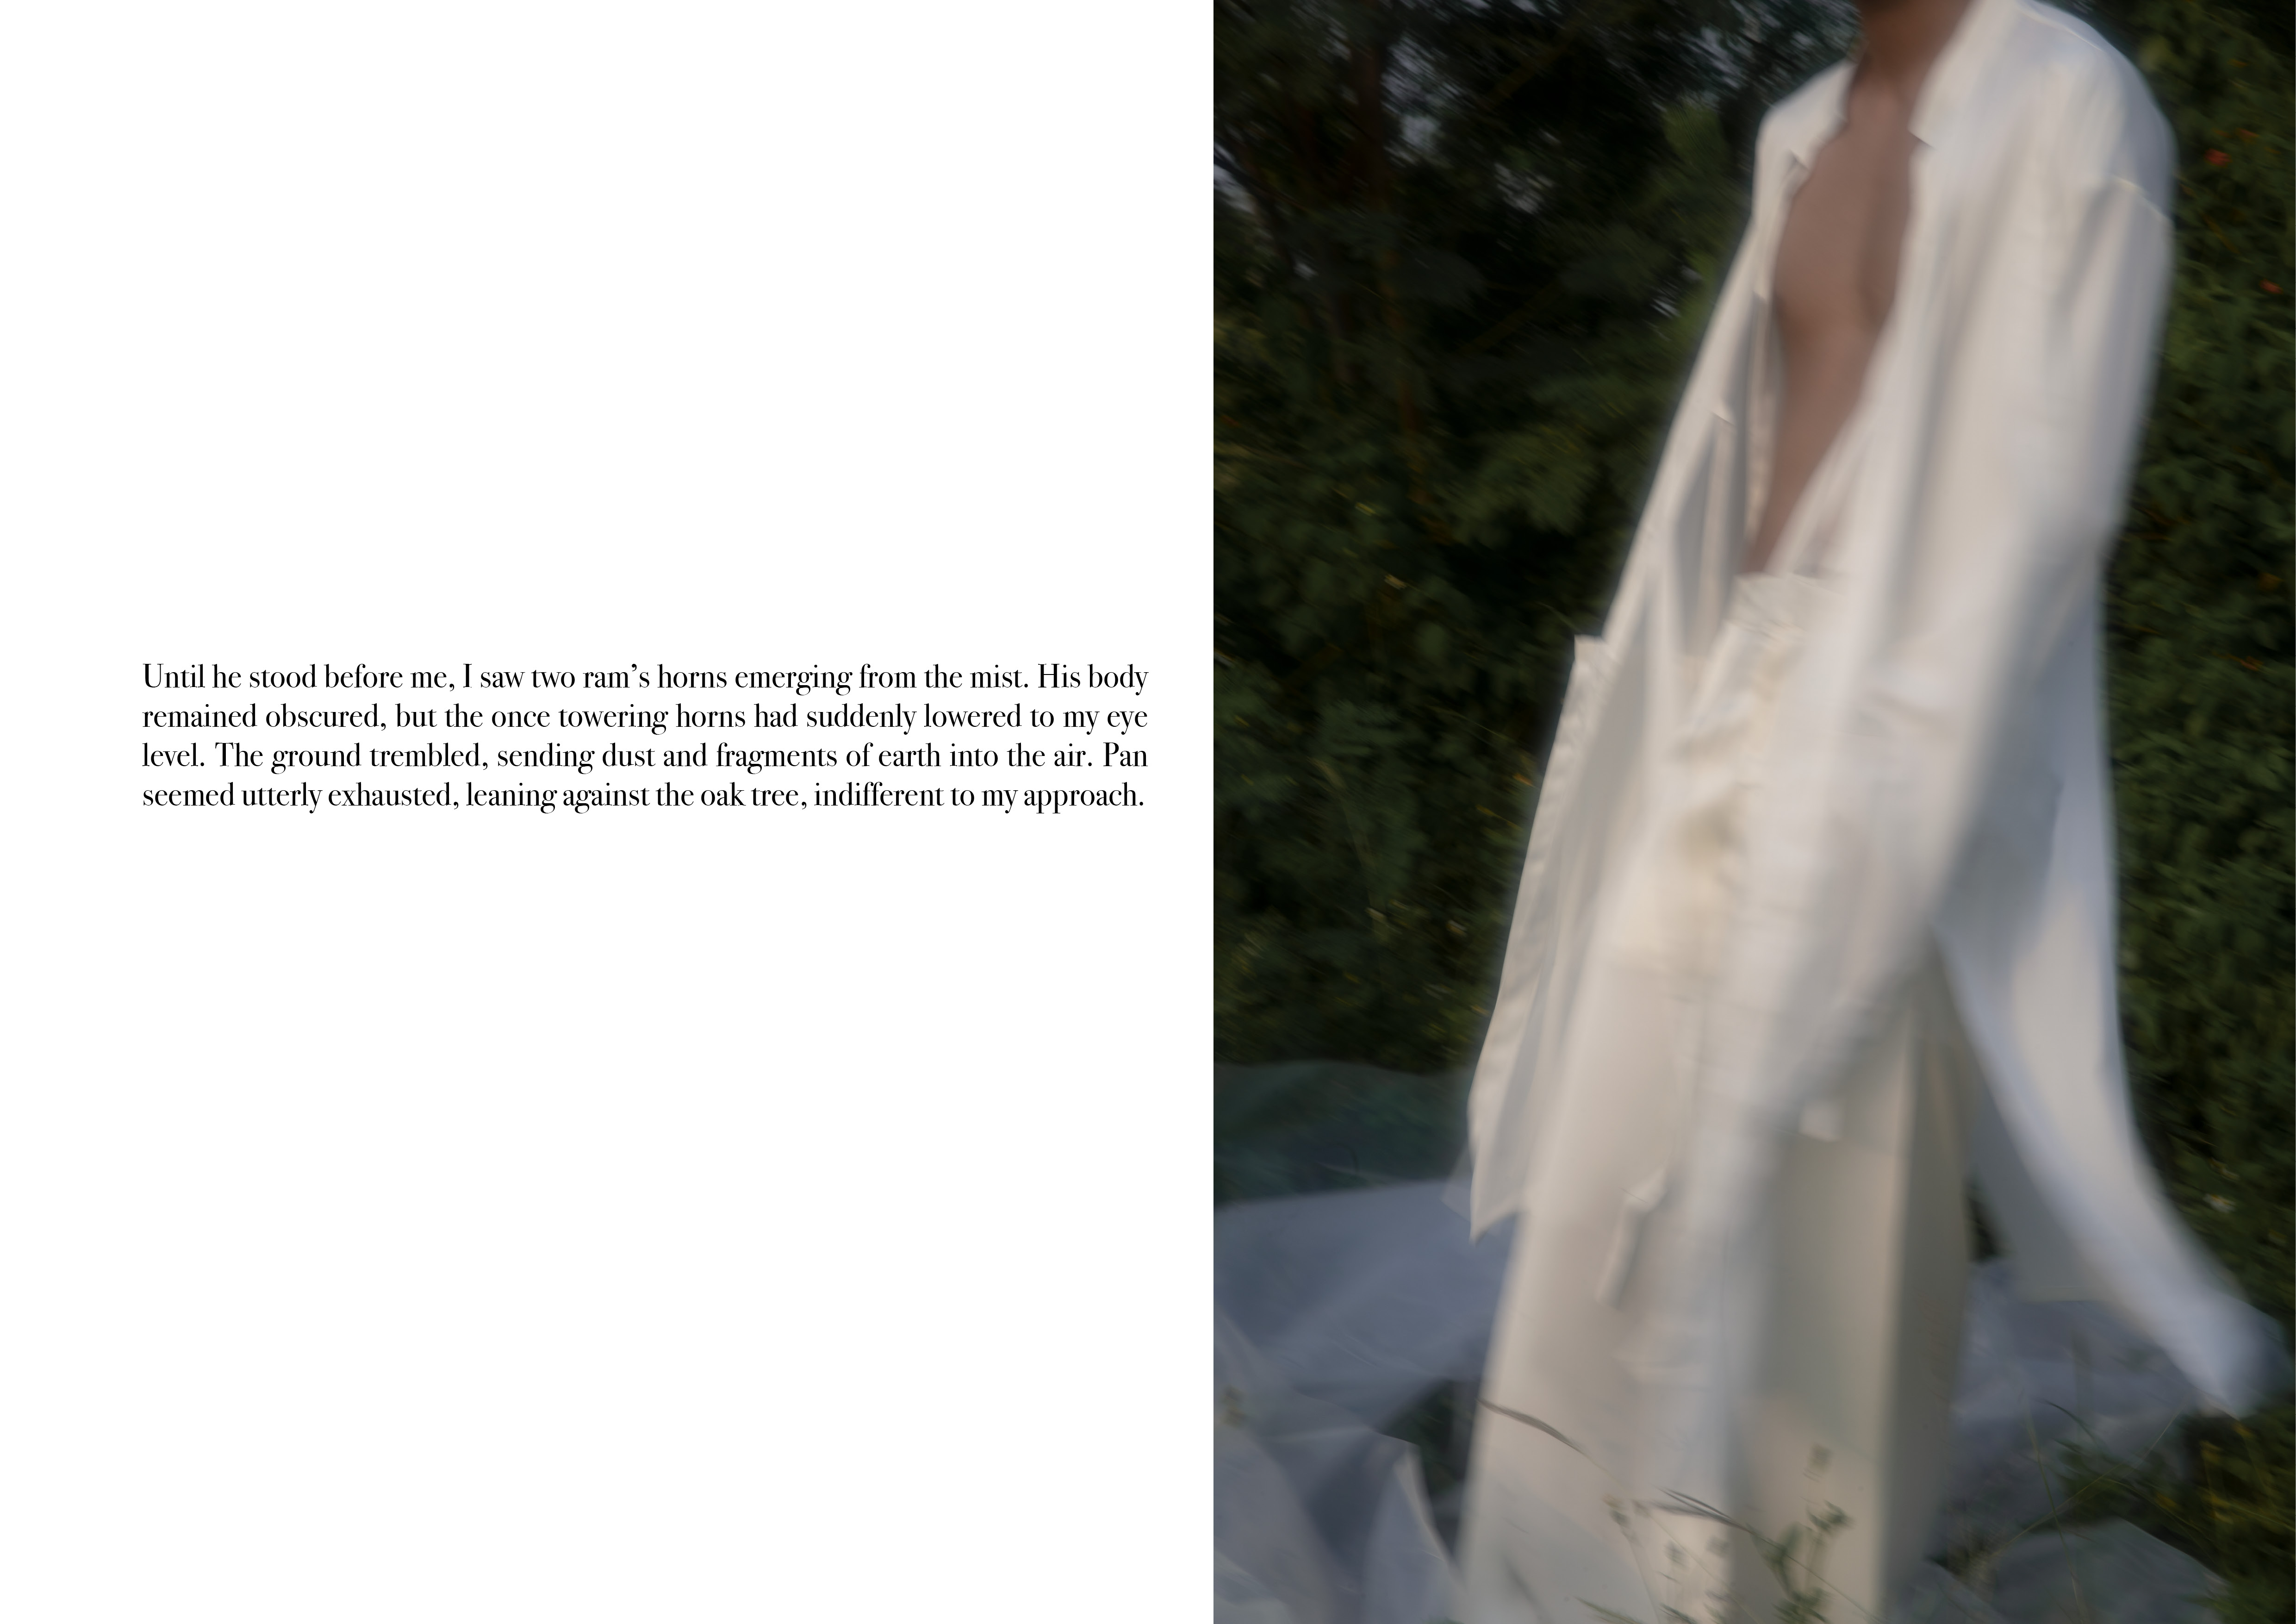 Until he stood before me, I saw two ram’s horns emerging from the mist. His body
remained obscured, but the once towering horns had suddenly lowered to my eye
level. The ground trembled, sending dust and fragments of earth into the air. Pan
seemed utterly exhausted, leaning against the oak tree, indifferent to my approach.